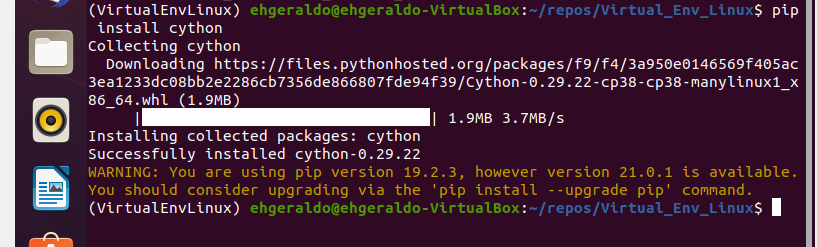 (VirtualEnvLinux) ehgeraldo@ehgeraldo-VirtualBox:~/repos/Virtual_Env_Linux$ pip
install cython
Collecting cython
Downloading https://files.pythonhosted.org/packages/f9/f4/3a950e0146569f405ac
3ea1233dc08bb2e2286cb7356de866807fde94f39/Cython-0.29.22-cp38-cp38-manylinux1_x
86_64.whl (1.9MB)
| | 1.9MB 3.7MB/s
Installing collected packages: cython
Successfully installed cython-0.29.22
WARNING: You are using pip version 19.2.3, however version 21.0.1 is available.
You should consider upgrading via the 'pip install --upgrade pip' command.
(VirtualEnvLinux) ehgeraldo@ehgeraldo-VirtualBox:~/repos/Virtual_Env_Linux$